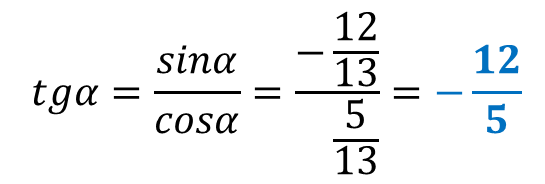 tgα = sinα / cosα = (− 12/13) / (5/13) = − 12/5